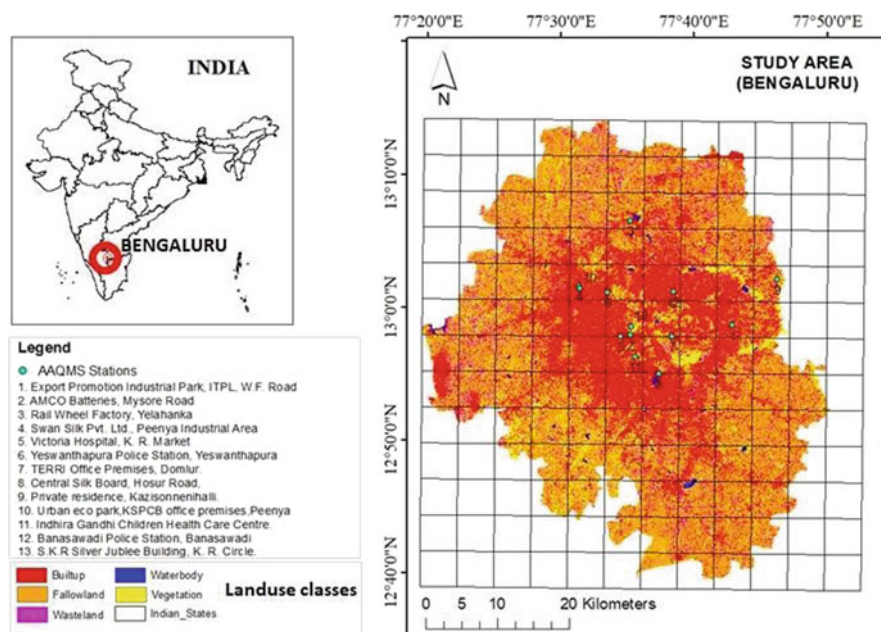 INDIA
BENGALURU
Legend
AAQMS Stations
1. Export Promotion Industrial Park, ITPL, W.F. Road
2. AMCO Batteries, Mysore Road
3. Rail Wheel Factory, Yelahanka
4. Swan Silk Pvt. Ltd., Peenya Industrial Area
5. Victoria Hospital, K. R. Market
6. Yeswanthapura Police Station, Yeswanthapura
7. TERRI Office Premises, Domlur.
8. Central Silk Board, Hosur Road,
9. Private residence, Kazisonnenihalli.
10. Urban eco park,KSPCB office premises,Peenya
11. Indhira Gandhi Children Health Care Centre.
12. Banasawadi Police Station, Banasawadi
13. S.K.R Silver Jublee Building, K. R. Circle.
Builtup
Fallowland
Wasteland
Waterbody
Vegetation
Indian_States
Landuse classes
77°20'0"E 77°30'0"E 77°40'0"E 77°50'0"E
STUDY AREA
(BENGALURU)
N
13°10'0"N
13°0'0"N
12°50'0"N
12°40'0"N
0 5 10 20 Kilometers